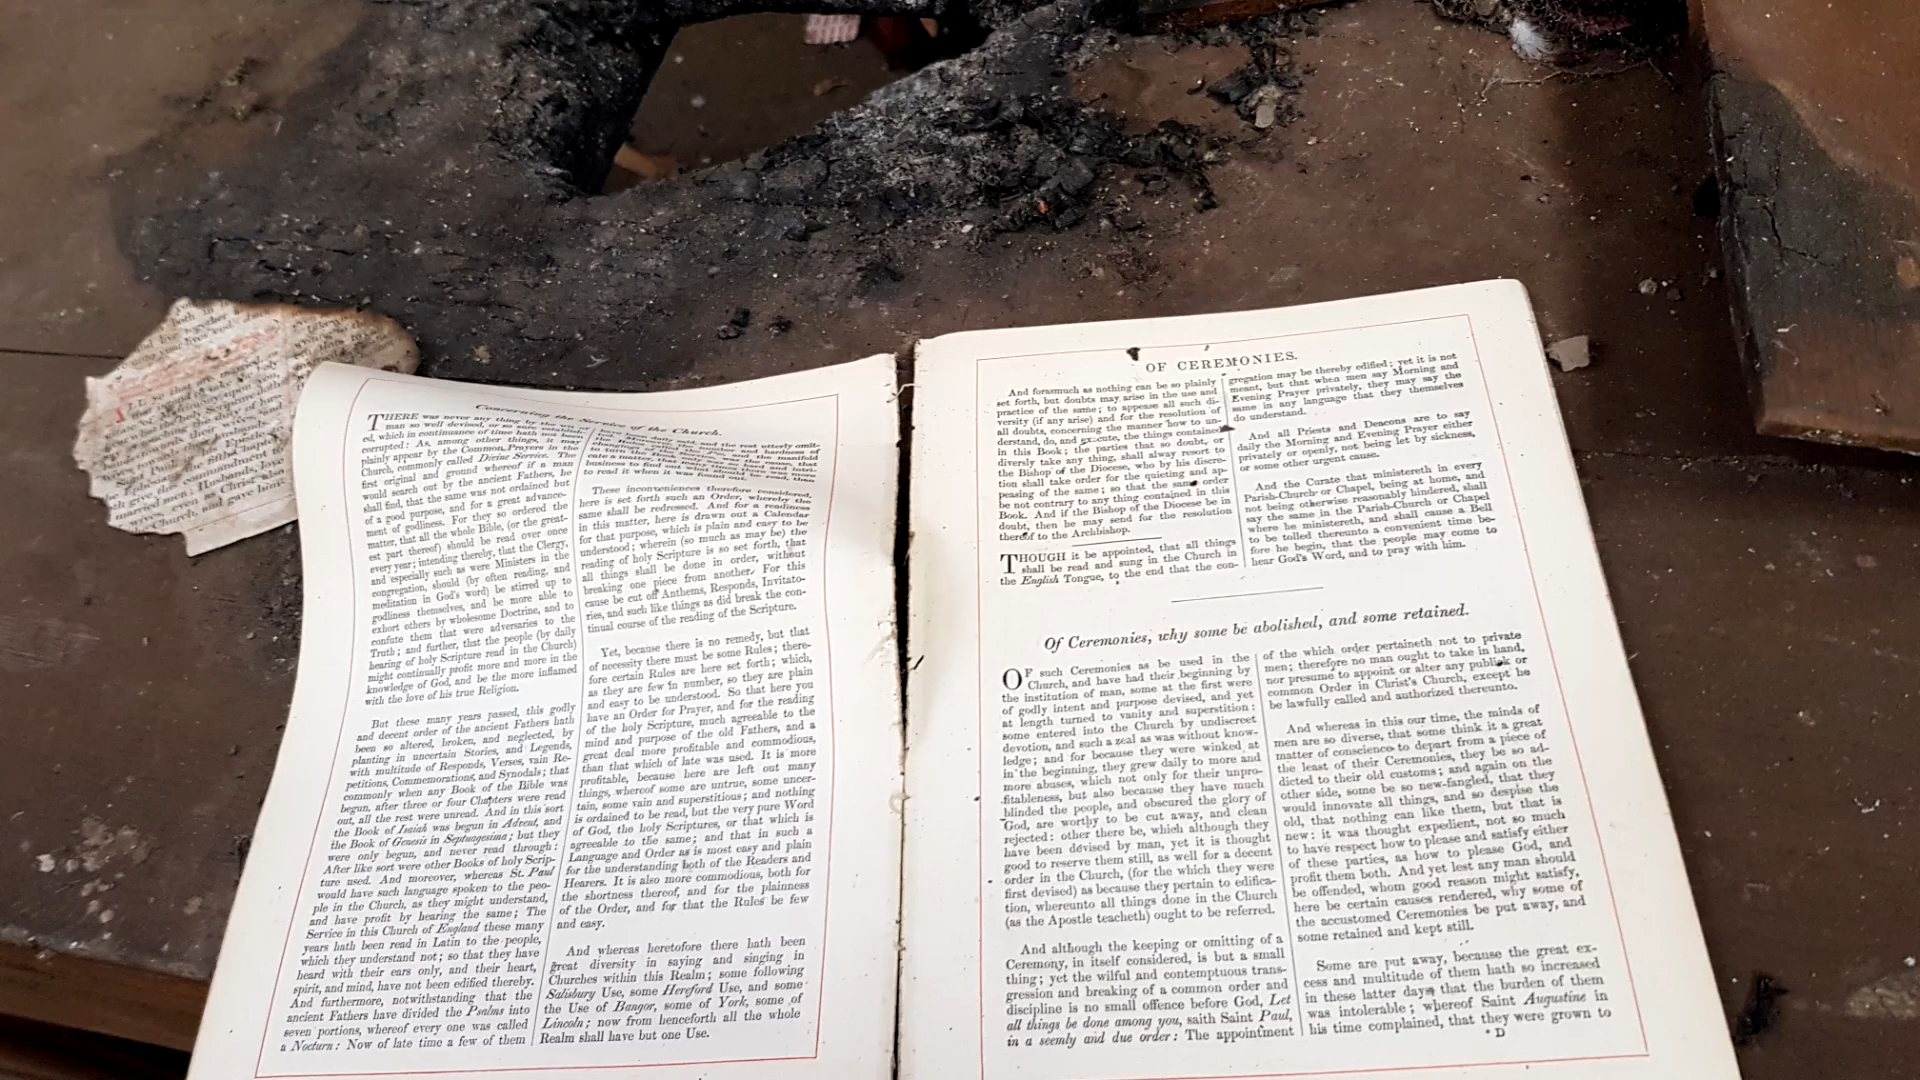 ALL ye that are married,
Concerning the Service of the Church.
THERE was never any thing by the wit of
man so well devised, or so sure establish-
ed, which in continuance of time hath not been
corrupted: As, among other things, it may
plainly appear by the Common Prayers in the
Church, commonly called Divine Service. The
first original and ground whereof if a man
would search out by the ancient Fathers, he
shall find, that the same was not ordained but
of a good purpose, and for a great advance-
ment of godliness. For they so ordered the
matter, that all the whole Bible, (or the great-
est part thereof) should be read over once
every year; intending thereby, that the Clergy,
and especially such as were Ministers in the
congregation, should (by often reading, and
meditation in God's word) be stirred up to
godliness themselves, and be more able to
exhort others by wholesome Doctrine, and to
confute them that were adversaries to the
Truth; and further, that the people (by daily
hearing of holy Scripture read in the Church)
might continually profit more and more in the
knowledge of God, and be the more inflamed
with the love of his true Religion.
But these many years passed, this godly
and decent order of the ancient Fathers hath
been so altered, broken, and neglected, by
planting in uncertain Stories, and Legends,
with multitude of Responds, Verses, vain Re-
petitions, Commemorations, and Synodals; that
commonly when any Book of the Bible was
begun, after three or four Chapters were read
out, all the rest were unread. And in this sort
the Book of Isaiah was begun in Advent, and
the Book of Genesis in Septuagesima; but they
were only begun, and never read through:
After like sort were other Books of holy Scrip-
ture used. And moreover, whereas St. Paul
would have such language spoken to the peo-
ple in the Church, as they might understand,
and have profit by hearing the same; The
Service in this Church of England these many
years hath been read in Latin to the people,
which they understand not; so that they have
heard with their ears only, and their heart,
spirit, and mind, have not been edified thereby.
And furthermore, notwithstanding that the
ancient Fathers have divided the Psalms into
seven portions, whereof every one was called
a Nocturn: Now of late time a few of them
business to find out
to read it when it was found out.
These inconveniences therefore considered,
here is set forth such an Order, whereby the
same shall be redressed. And for a readiness
in this matter, here is drawn out a Calendar
for that purpose, which is plain and easy to be
understood; wherein (so much as may be) the
reading of holy Scripture is so set forth, that
all things shall be done in order, without
breaking one piece from another. For this
cause be cut off Anthems, Responds, Invitato-
ries, and such like things as did break the con-
tinual course of the reading of the Scripture.
Yet, because there is no remedy, but that
of necessity there must be some Rules; there-
fore certain Rules are here set forth; which,
as they are few in number, so they are plain
and easy to be understood. So that here you
have an Order for Prayer, and for the reading
of the holy Scripture, much agreeable to the
mind and purpose of the old Fathers, and a
great deal more profitable and commodious,
than that which of late was used. It is more
profitable, because here are left out many
things, whereof some are untrue, some uncer-
tain, some vain and superstitious; and nothing
is ordained to be read, but the very pure Word
of God, the holy Scriptures, or that which is
agreeable to the same; and that in such a
Language and Order as is most easy and plain
for the understanding both of the Readers and
Hearers. It is also more commodious, both for
the shortness thereof, and for the plainness
of the Order, and for that the Rules be few
and easy.
And whereas heretofore there hath been
great diversity in saying and singing in
Churches within this Realm; some following
Salisbury Use, some Hereford Use, and some
the Use of Bangor, some of York, some of
Lincoln; now from henceforth all the whole
Realm shall have but one Use.
OF CEREMONIES.
And forasmuch as nothing can be so plainly
set forth, but doubts may arise in the use and
practice of the same; to appease all such di-
versity (if any arise) and for the resolution of
all doubts, concerning the manner how to un-
derstand, do, and execute, the things contained
in this Book; the parties that so doubt, or
diversly take any thing, shall alway resort to
the Bishop of the Diocese, who by his discre-
tion shall take order for the quieting and ap-
peasing of the same; so that the same order
be not contrary to any thing contained in this
Book. And if the Bishop of the Diocese be in
doubt, then he may send for the resolution
thereof to the Archbishop.
THOUGH it be appointed, that all things
shall be read and sung in the Church in
the English Tongue, to the end that the con-
gregation may be thereby edified; yet it is not
meant, but that when men say Morning and
Evening Prayer privately, they may say the
same in any language that they themselves
do understand.
And all Priests and Deacons are to say
daily the Morning and Evening Prayer either
privately or openly, not being let by sickness,
or some other urgent cause.
And the Curate that ministereth in every
Parish-Church or Chapel, being at home, and
not being otherwise reasonably hindered, shall
say the same in the Parish-Church or Chapel
where he ministereth, and shall cause a Bell
to be tolled thereunto a convenient time be-
fore he begin, that the people may come to
hear God's Word, and to pray with him.
Of Ceremonies, why some be abolished, and some retained.
OF such Ceremonies as be used in the
Church, and have had their beginning by
the institution of man, some at the first were
of godly intent and purpose devised, and yet
at length turned to vanity and superstition:
some entered into the Church by undiscreet
devotion, and such a zeal as was without know-
ledge; and for because they were winked at
in the beginning, they grew daily to more and
more abuses, which not only for their unpro-
fitableness, but also because they have much
blinded the people, and obscured the glory of
God, are worthy to be cut away, and clean
rejected: other there be, which although they
have been devised by man, yet it is thought
good to reserve them still, as well for a decent
order in the Church, (for the which they were
first devised) as because they pertain to edifica-
tion, whereunto all things done in the Church
(as the Apostle teacheth) ought to be referred.
And although the keeping or omitting of a
Ceremony, in itself considered, is but a small
thing; yet the wilful and contemptuous trans-
gression and breaking of a common order and
discipline is no small offence before God, Let
all things be done among you, saith Saint Paul,
in a seemly and due order: The appointment
of the which order pertaineth not to private
men; therefore no man ought to take in hand,
nor presume to appoint or alter any publick or
common Order in Christ's Church, except he
be lawfully called and authorized thereunto.
And whereas in this our time, the minds of
men are so diverse, that some think it a great
matter of conscience to depart from a piece of
the least of their Ceremonies, they be so ad-
dicted to their old customs; and again on the
other side, some be so new-fangled, that they
would innovate all things, and so despise the
old, that nothing can like them, but that is
new: it was thought expedient, not so much
to have respect how to please and satisfy either
of these parties, as how to please God, and
profit them both. And yet lest any man should
be offended, whom good reason might satisfy,
here be certain causes rendered, why some of
the accustomed Ceremonies be put away, and
some retained and kept still.
Some are put away, because the great ex-
cess and multitude of them hath so increased
in these latter days, that the burden of them
was intolerable; whereof Saint Augustine in
his time complained, that they were grown to
* D